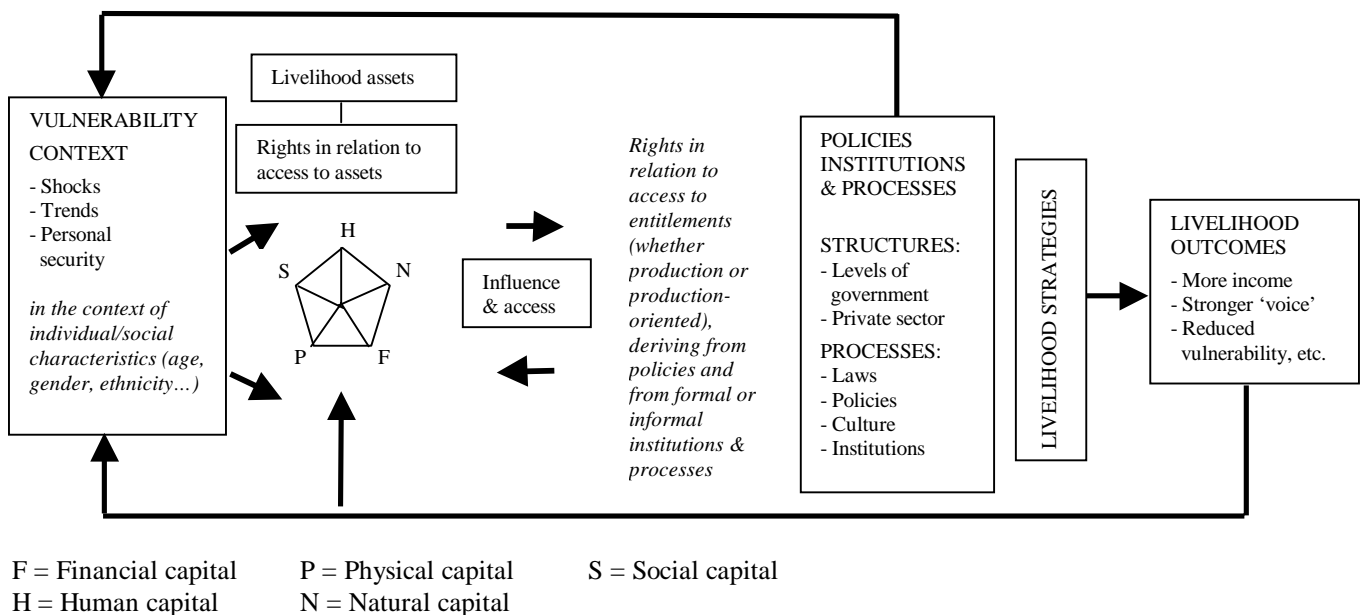 Livelihood assets
VULNERABILITY
CONTEXT
- Shocks
- Trends
- Personal
security
in the context of
individual/social
characteristics (age,
gender, ethnicity…)
Rights in relation to
access to assets
H
S
N
P
F
Influence
& access
Rights in
relation to
access to
entitlements
(whether
production or
production-
oriented),
deriving from
policies and
from formal or
informal
institutions &
processes
POLICIES
INSTITUTIONS
& PROCESSES
STRUCTURES:
- Levels of
government
- Private sector
PROCESSES:
- Laws
- Policies
- Culture
- Institutions
LIVELIHOOD STRATEGIES
LIVELIHOOD
OUTCOMES
- More income
- Stronger ‘voice’
- Reduced
vulnerability, etc.
F = Financial capital P = Physical capital S = Social capital
H = Human capital N = Natural capital